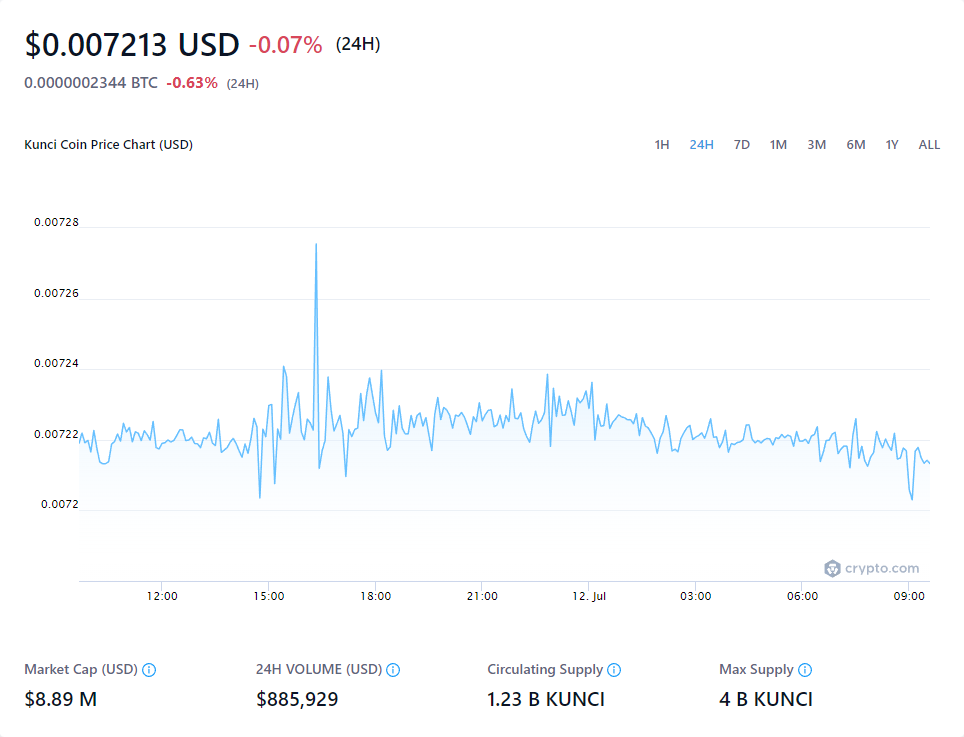 $0.007213 USD -0.07% (24H)
0.0000002344 BTC -0.63% (24H)
Kunci Coin Price Chart (USD) 1H 24H 7D 1M 3M 6M 1Y ALL
0.00728
0.00726
0.00724
0.00722
0.0072
crypto.com
12:00 15:00 18:00 21:00 12. Jul 03:00 06:00 09:00
Market Cap (USD) 24H VOLUME (USD) Circulating Supply Max Supply
$8.89 M $885,929 1.23 B KUNCI 4 B KUNCI